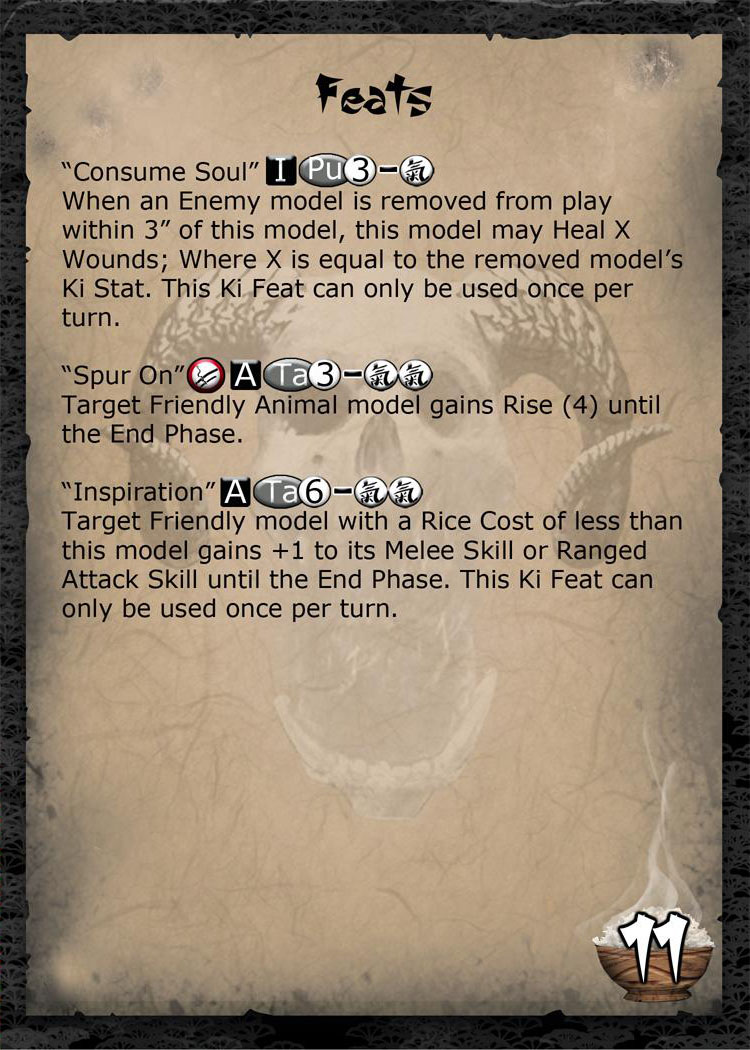 Feats
“Consume Soul” I Pu 3 – 氣
When an Enemy model is removed from play
within 3” of this model, this model may Heal X
Wounds; Where X is equal to the removed model’s
Ki Stat. This Ki Feat can only be used once per
turn.
“Spur On” A Ta 3 – 氣 氣
Target Friendly Animal model gains Rise (4) until
the End Phase.
“Inspiration” A Ta 6 – 氣 氣
Target Friendly model with a Rice Cost of less than
this model gains +1 to its Melee Skill or Ranged
Attack Skill until the End Phase. This Ki Feat can
only be used once per turn.
11